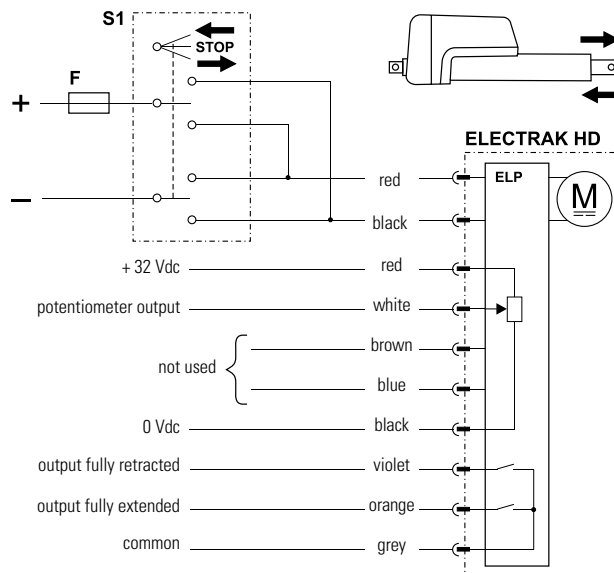 S1
STOP
F
+
–
ELECTRAK HD
ELP
M
red
black
+ 32 Vdc red
potentiometer output white
not used
brown
blue
0 Vdc black
output fully retracted violet
output fully extended orange
common grey